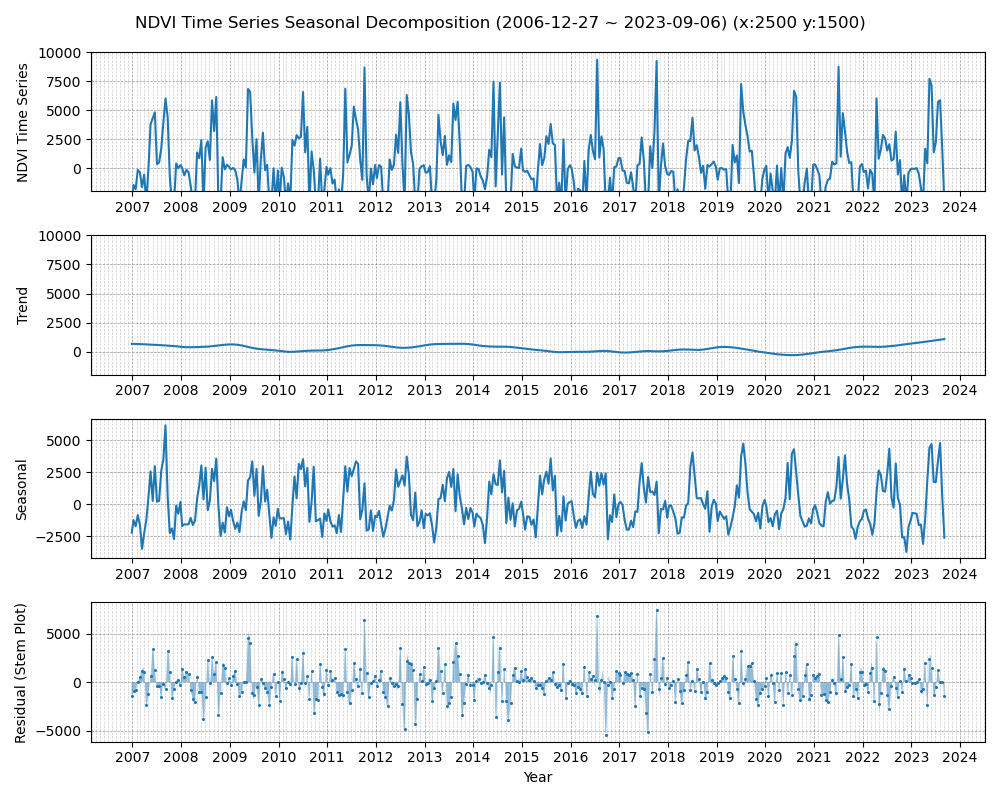 NDVI Time Series Seasonal Decomposition (2006-12-27 ~ 2023-09-06) (x:2500 y:1500)
NDVI Time Series
10000
7500
5000
2500
0
2007 2008 2009 2010 2011 2012 2013 2014 2015 2016 2017 2018 2019 2020 2021 2022 2023 2024
Trend
10000
7500
5000
2500
0
2007 2008 2009 2010 2011 2012 2013 2014 2015 2016 2017 2018 2019 2020 2021 2022 2023 2024
Seasonal
5000
2500
0
−2500
2007 2008 2009 2010 2011 2012 2013 2014 2015 2016 2017 2018 2019 2020 2021 2022 2023 2024
Residual (Stem Plot)
5000
0
−5000
2007 2008 2009 2010 2011 2012 2013 2014 2015 2016 2017 2018 2019 2020 2021 2022 2023 2024
Year